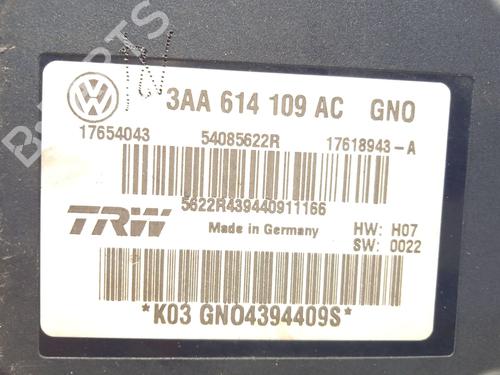 3AA 614 109 AC GNO
17654043 54085622R 17618943-A
5622R439440911166
TRW Made in Germany HW: H07
SW: 0022
*K03 GNO4394409S*